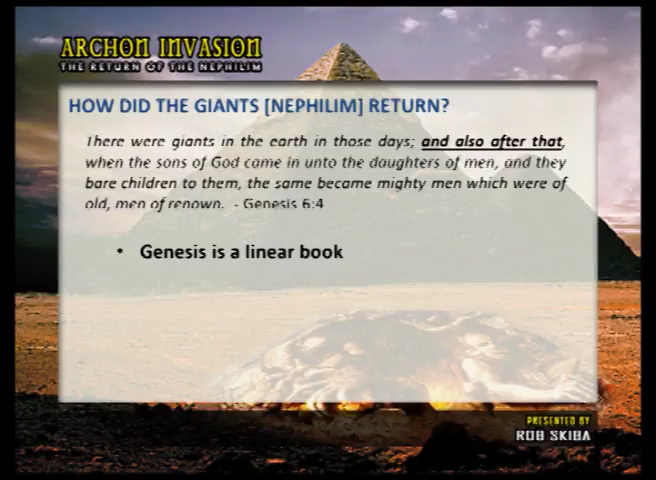 ARCHON INVASION
THE RETURN OF THE NEPHILIM
HOW DID THE GIANTS [NEPHILIM] RETURN?
There were giants in the earth in those days; and also after that,
when the sons of God came in unto the daughters of men, and they
bare children to them, the same became mighty men which were of
old, men of renown. - Genesis 6:4
• Genesis is a linear book
PRESENTED BY
ROB SKIBA